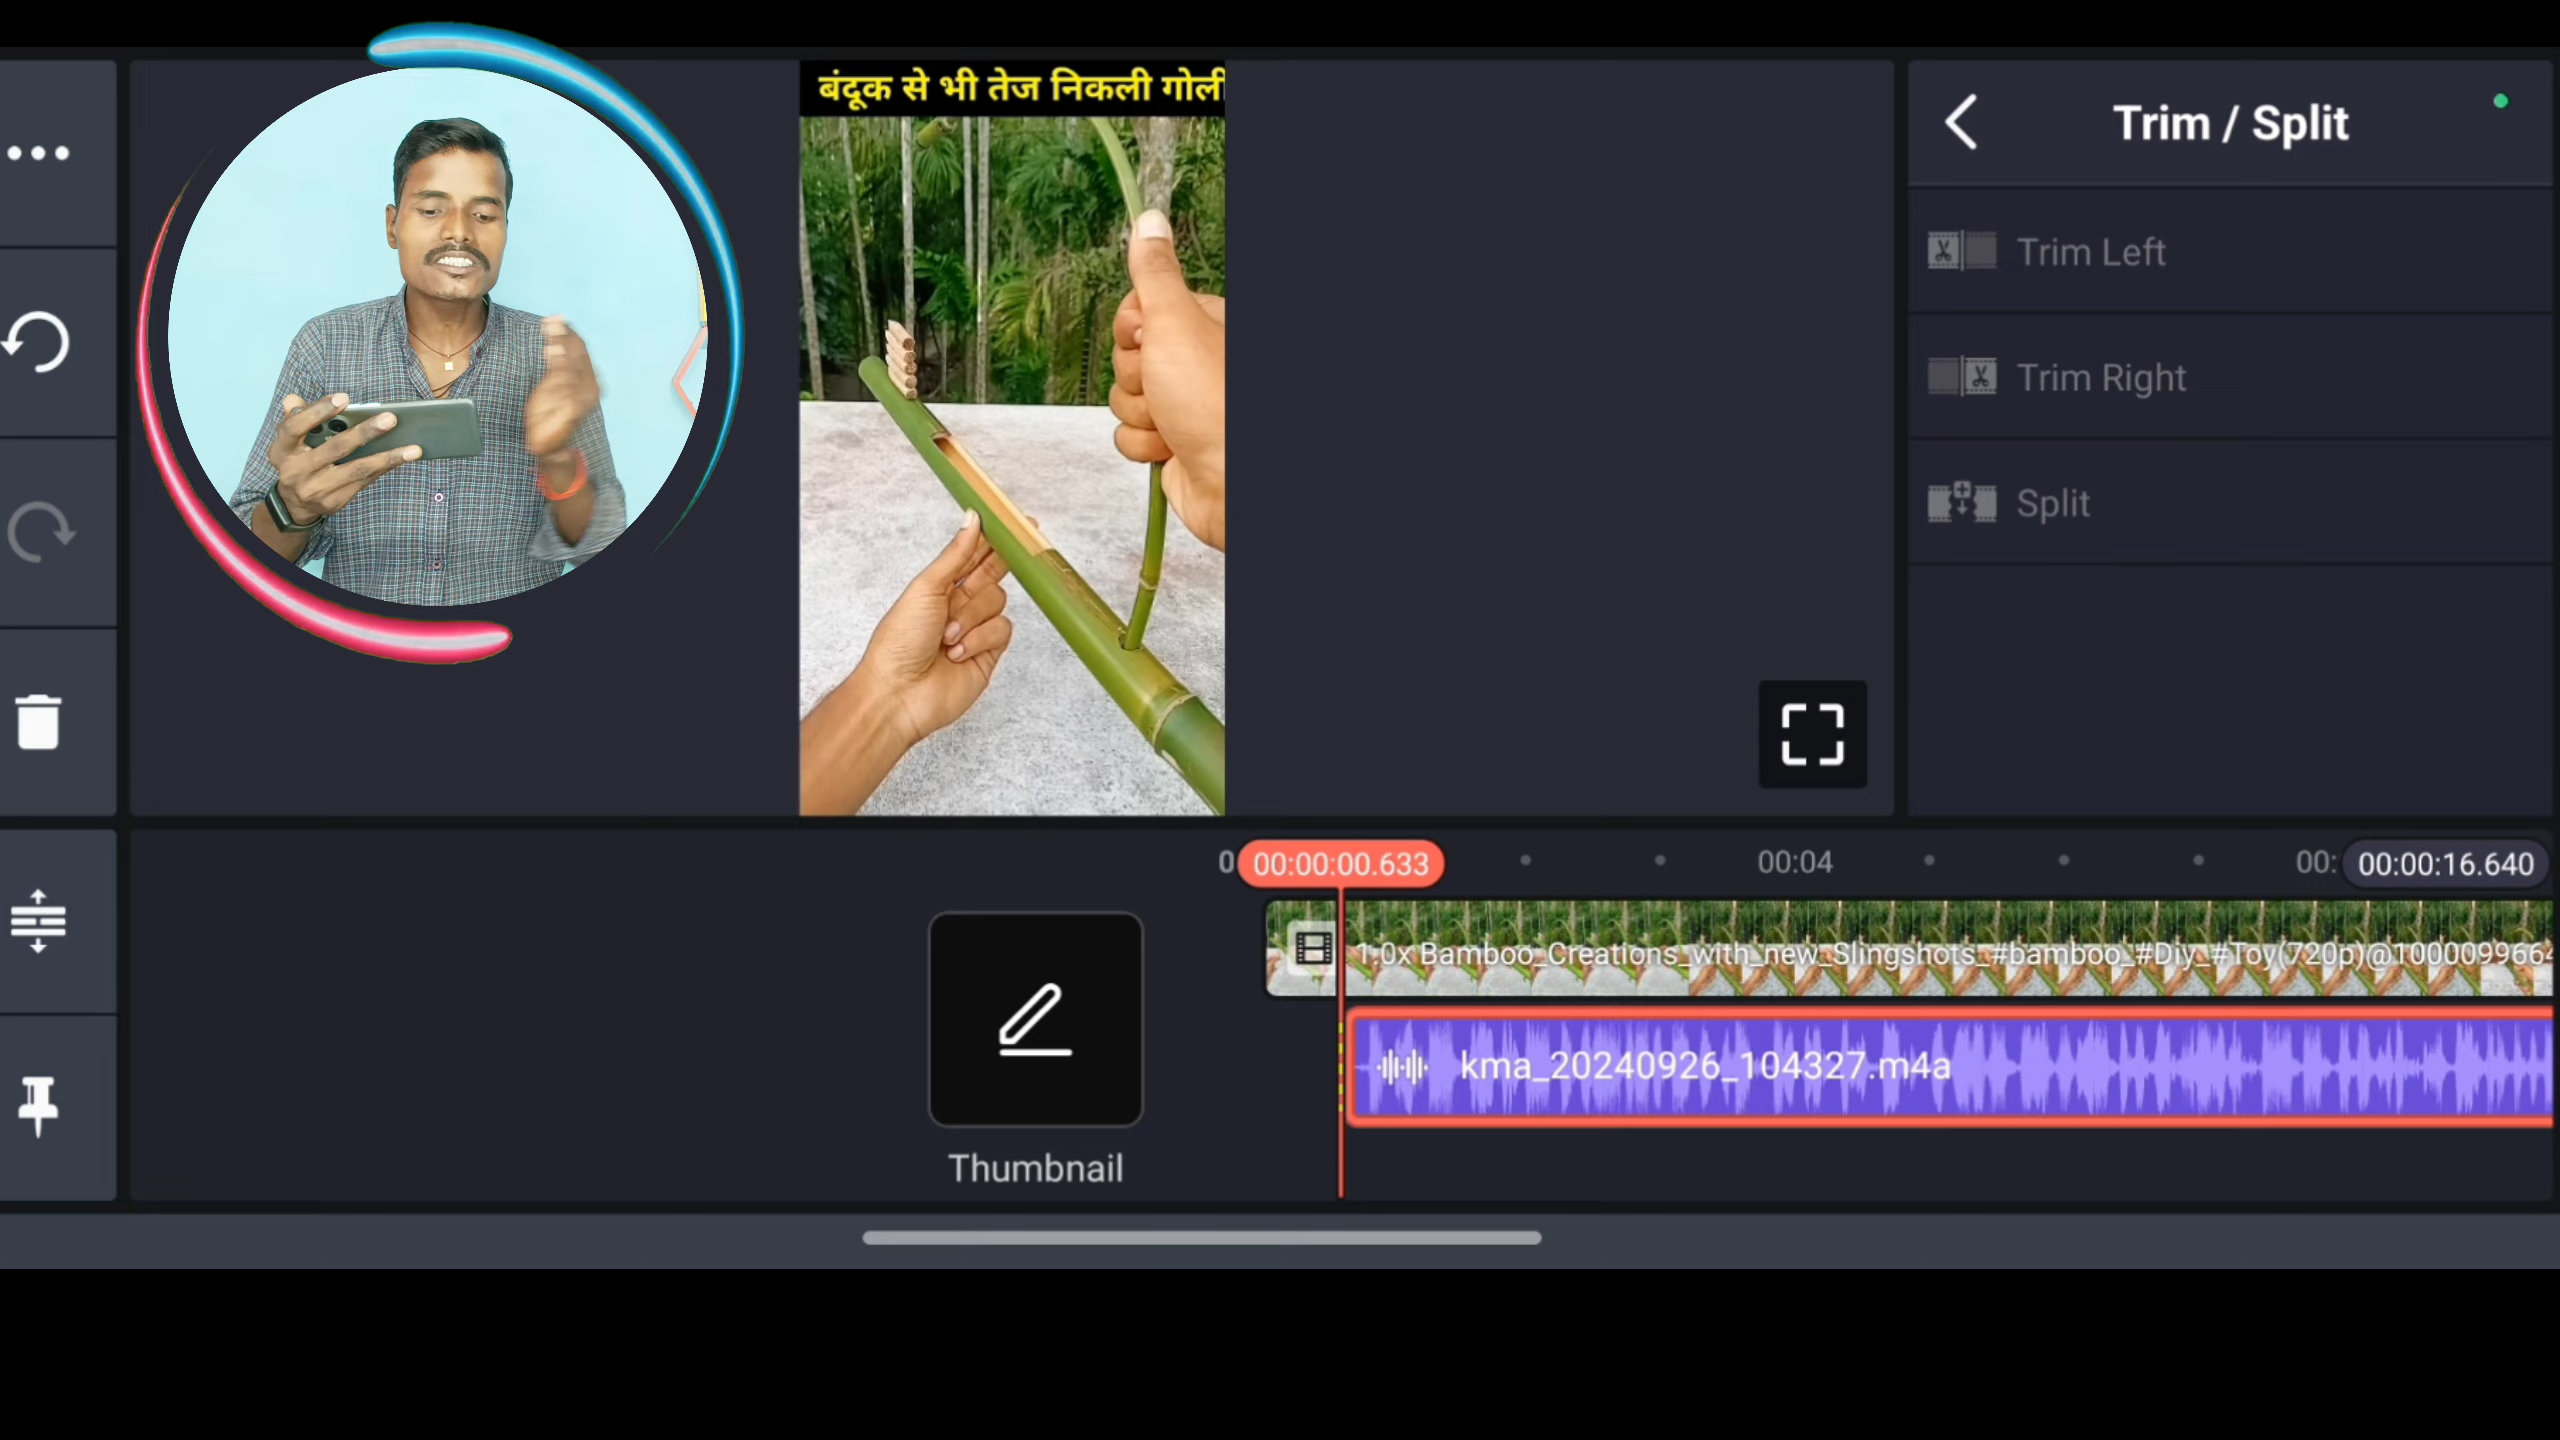 बंदूक से भी तेज निकली गोली
Trim / Split
Trim Left
Trim Right
Split
0
00:00:00.633
00:04
00:
00:00:16.640
1.0x Bamboo_Creations_with_new_Slingshots_#bamboo_#Diy_#Toy(720p)@100009966
kma_20240926_104327.m4a
Thumbnail